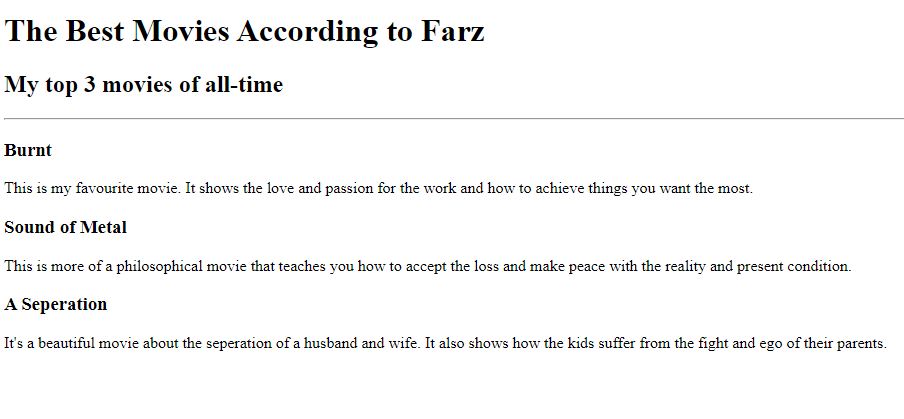 The Best Movies According to Farz
My top 3 movies of all-time
Burnt
This is my favourite movie. It shows the love and passion for the work and how to achieve things you want the most.
Sound of Metal
This is more of a philosophical movie that teaches you how to accept the loss and make peace with the reality and present condition.
A Seperation
It's a beautiful movie about the seperation of a husband and wife. It also shows how the kids suffer from the fight and ego of their parents.